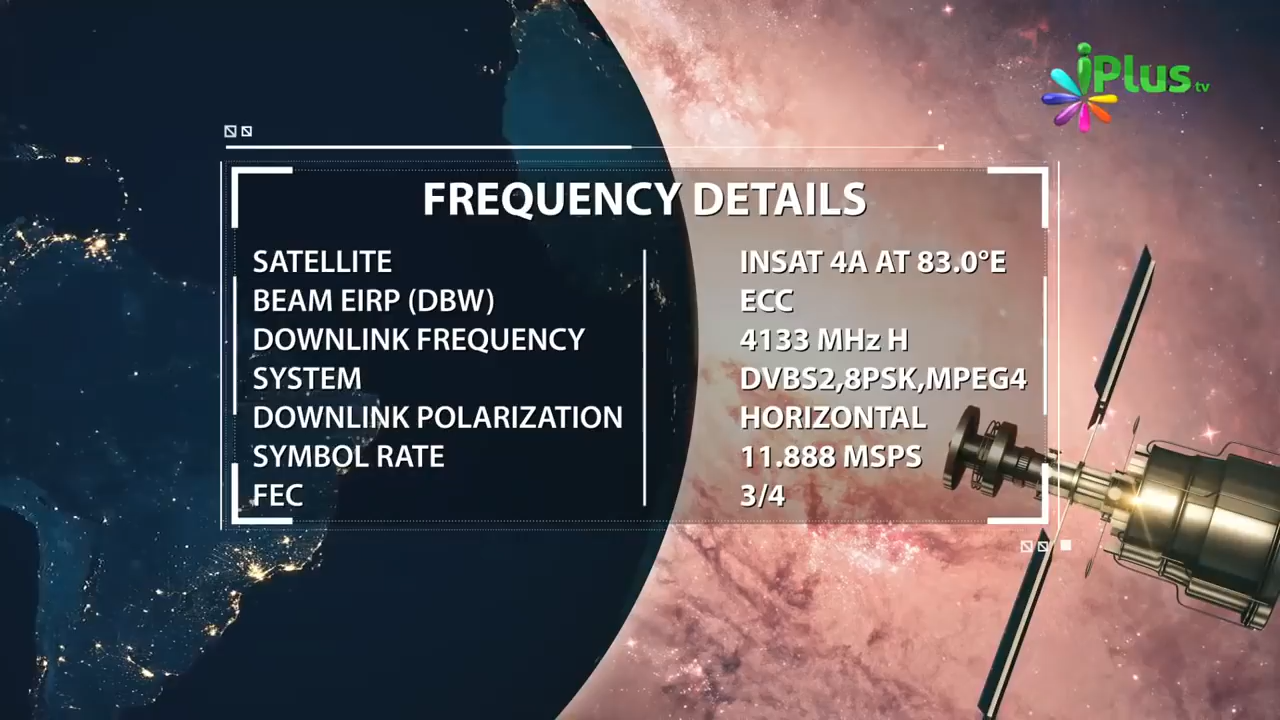 iPlus tv
FREQUENCY DETAILS
SATELLITE INSAT 4A AT 83.0°E
BEAM EIRP (DBW) ECC
DOWNLINK FREQUENCY 4133 MHz H
SYSTEM DVBS2,8PSK,MPEG4
DOWNLINK POLARIZATION HORIZONTAL
SYMBOL RATE 11.888 MSPS
FEC 3/4